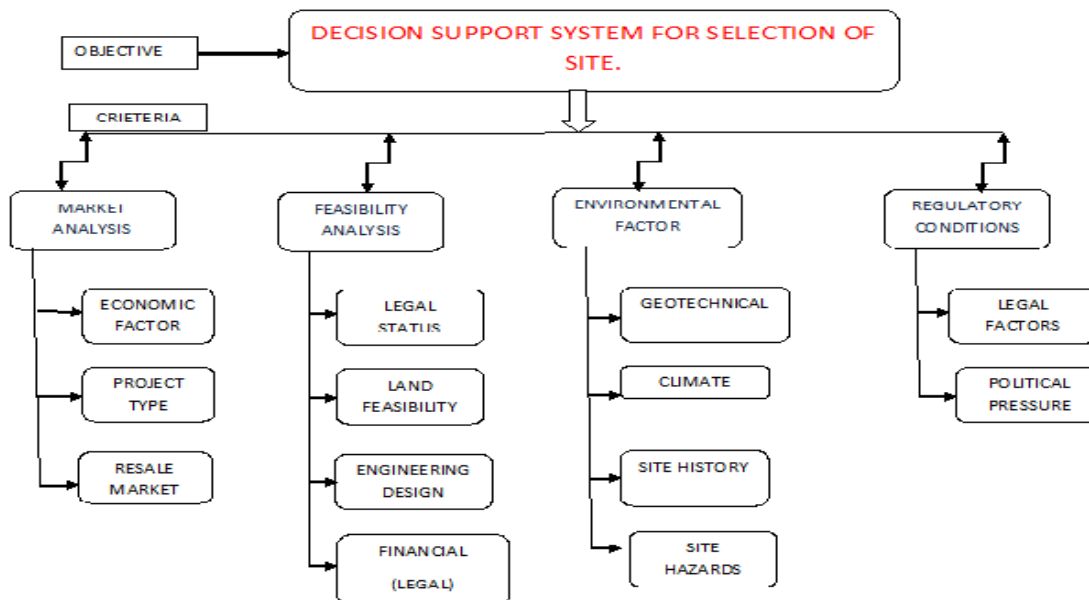 OBJECTIVE
DECISION SUPPORT SYSTEM FOR SELECTION OF
SITE.
CRIETERIA
MARKET
ANALYSIS
FEASIBILITY
ANALYSIS
ENVIRONMENTAL
FACTOR
REGULATORY
CONDITIONS
ECONOMIC
FACTOR
PROJECT
TYPE
RESALE
MARKET
LEGAL
STATUS
LAND
FEASIBILITY
ENGINEERING
DESIGN
FINANCIAL
(LEGAL)
GEOTECHNICAL
CLIMATE
SITE HISTORY
SITE
HAZARDS
LEGAL
FACTORS
POLITICAL
PRESSURE